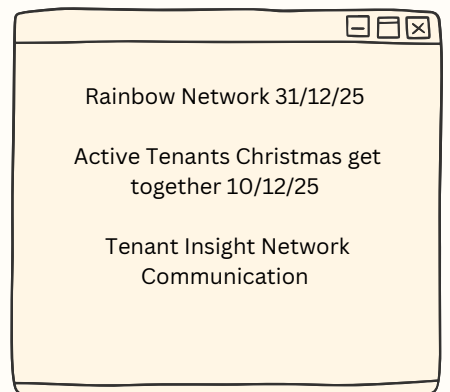 Rainbow Network 31/12/25
Active Tenants Christmas get
together 10/12/25
Tenant Insight Network
Communication